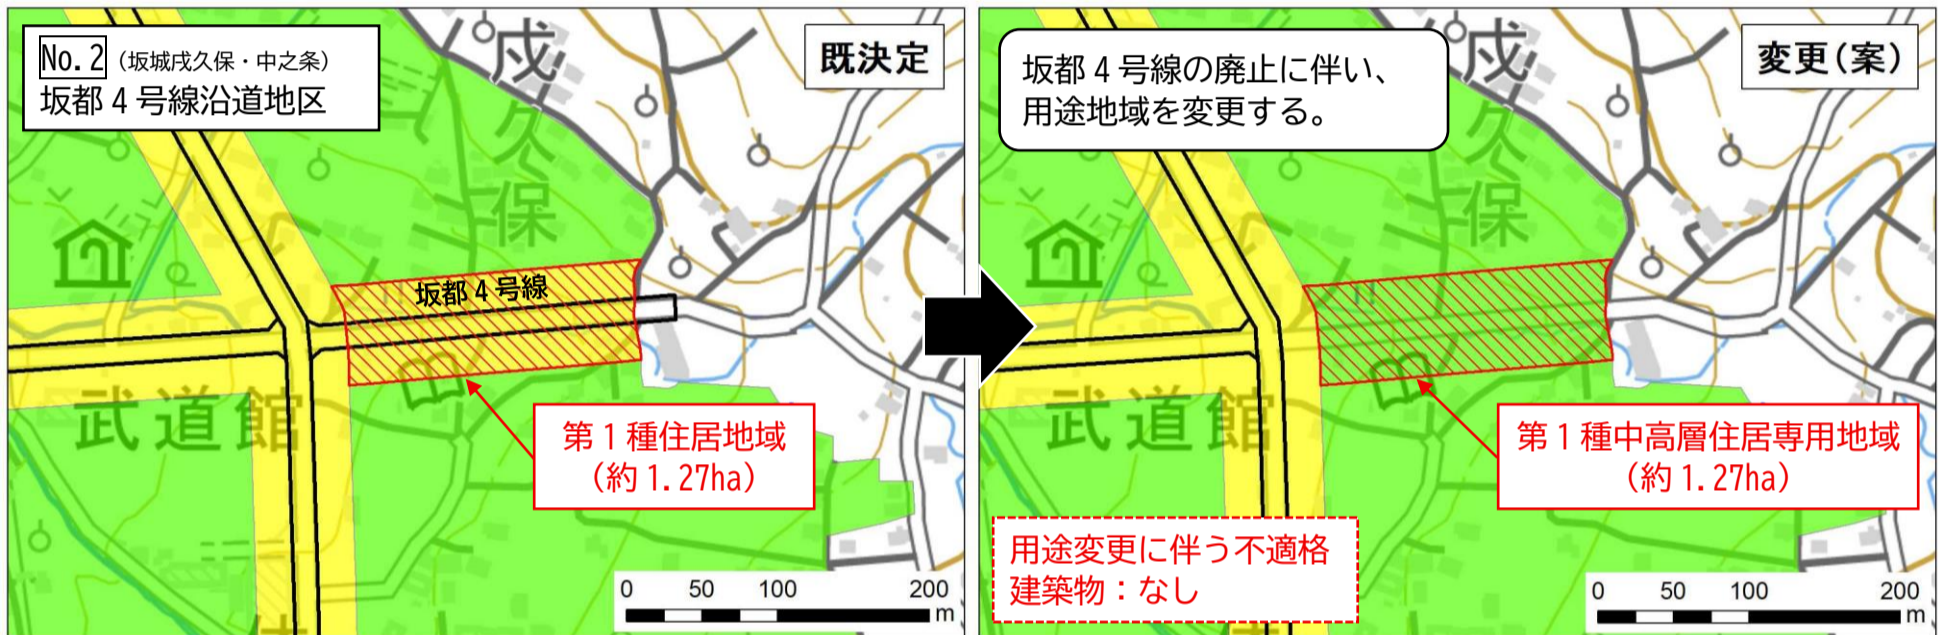 No.2（坂城戌久保・中之条）
坂都４号線沿道地区
既決定
戌久保
坂都４号線
武道館
第１種住居地域
（約1.27ha）
0 50 100 200
m
坂都４号線の廃止に伴い、
用途地域を変更する。
変更（案）
戌久保
武道館
第１種中高層住居専用地域
（約1.27ha）
用途変更に伴う不適格
建築物：なし
0 50 100 200
m